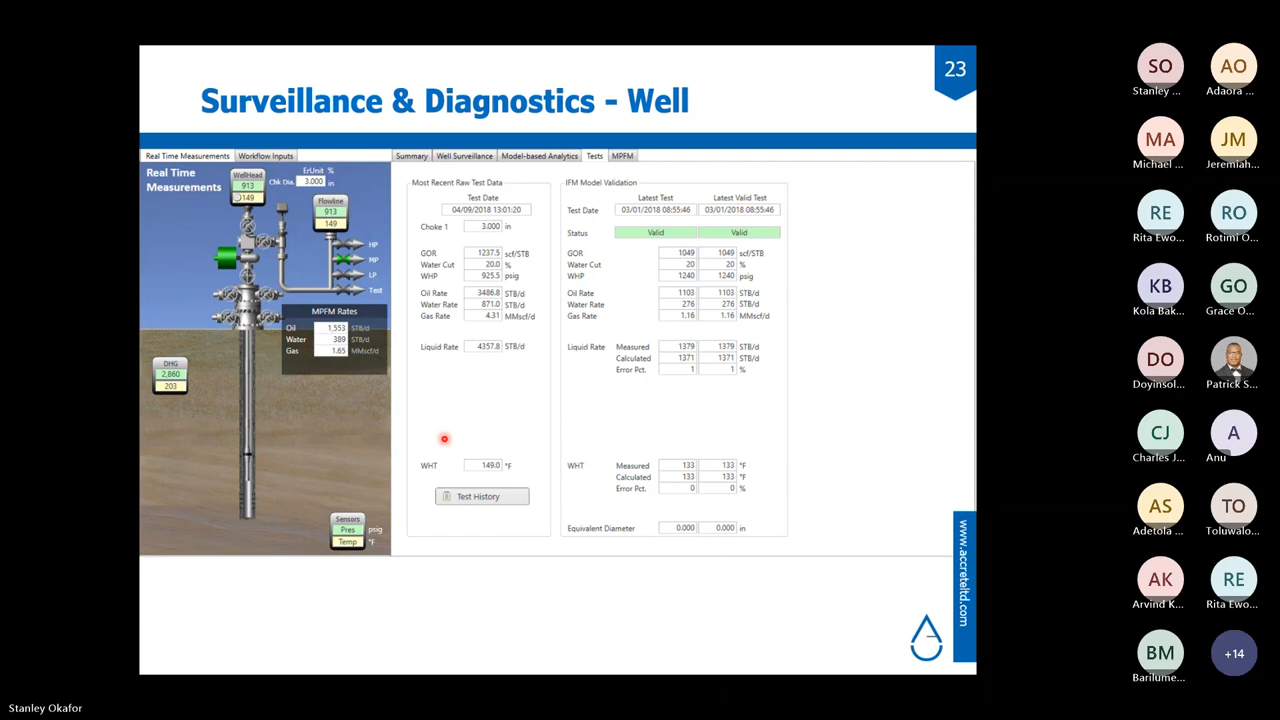 23
Surveillance & Diagnostics - Well
Real Time Measurements Workflow Inputs
Summary Well Surveillance Model-based Analytics Tests MPFM
Real Time
Measurements
WellHead
913
149
ErUnit %
Chk Dia. 3.000 in
Flowline
913
149
HP
MP
LP
Test
MPFM Rates
Oil 1,553 STB/d
Water 389 STB/d
Gas 1.65 MMscf/d
DHG
2,860
203
Sensors
Pres psig
Temp °F
Most Recent Raw Test Data
Test Date
04/09/2018 13:01:20
Choke 1 3.000 in
GOR 1237.5 scf/STB
Water Cut 20.0 %
WHP 925.5 psig
Oil Rate 3486.8 STB/d
Water Rate 871.0 STB/d
Gas Rate 4.31 MMscf/d
Liquid Rate 4357.8 STB/d
WHT 149.0 °F
Test History
IFM Model Validation
Latest Test Latest Valid Test
Test Date 03/01/2018 08:55:46 03/01/2018 08:55:46
Status Valid Valid
GOR 1049 1049 scf/STB
Water Cut 20 20 %
WHP 1240 1240 psig
Oil Rate 1103 1103 STB/d
Water Rate 276 276 STB/d
Gas Rate 1.16 1.16 MMscf/d
Liquid Rate Measured 1379 1379 STB/d
Calculated 1371 1371 STB/d
Error Pct. 1 1 %
WHT Measured 133 133 °F
Calculated 133 133 °F
Error Pct. 0 0 %
Equivalent Diameter 0.000 0.000 in
www.accreteltd.com
SO AO
Stanley ... Adaora ...
MA JM
Michael ... Jeremiah...
RE RO
Rita Ewo... Rotimi O...
KB GO
Kola Bak... Grace O...
DO
Doyinsol... Patrick S...
CJ A
Charles J... Anu
AS TO
Adetola ... Toluwalo...
AK RE
Arvind K... Rita Ewo...
BM +14
Barilume...
Stanley Okafor